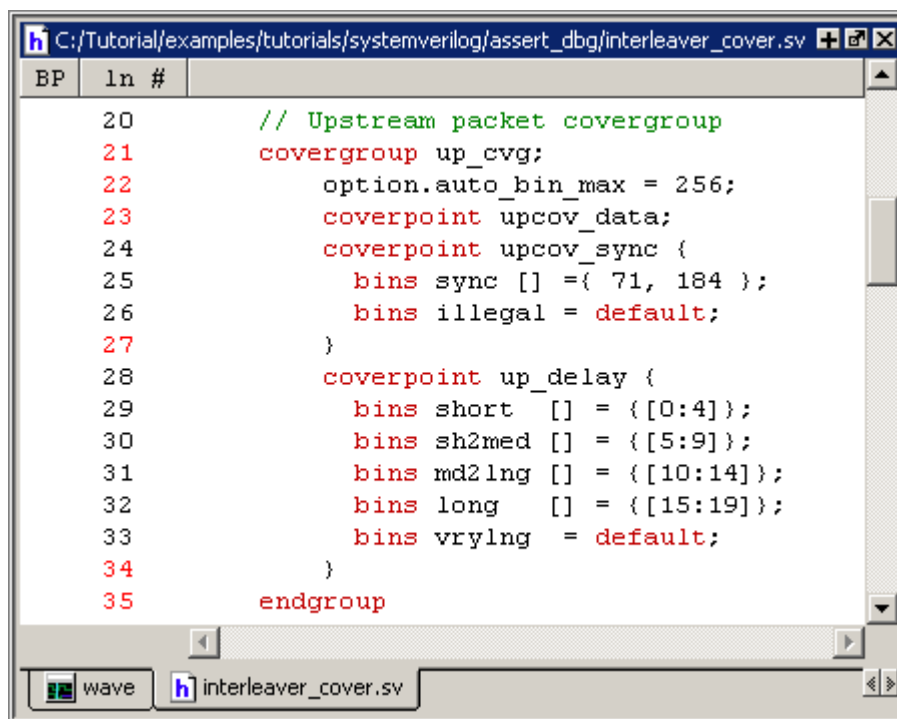 C:/Tutorial/examples/tutorials/systemverilog/assert_dbg/interleaver_cover.sv
BP ln #
20 // Upstream packet covergroup
21 covergroup up_cvg;
22 option.auto_bin_max = 256;
23 coverpoint upcov_data;
24 coverpoint upcov_sync {
25 bins sync [] ={ 71, 184 };
26 bins illegal = default;
27 }
28 coverpoint up_delay {
29 bins short [] = {[0:4]};
30 bins sh2med [] = {[5:9]};
31 bins md2lng [] = {[10:14]};
32 bins long [] = {[15:19]};
33 bins vrylng = default;
34 }
35 endgroup
wave h interleaver_cover.sv